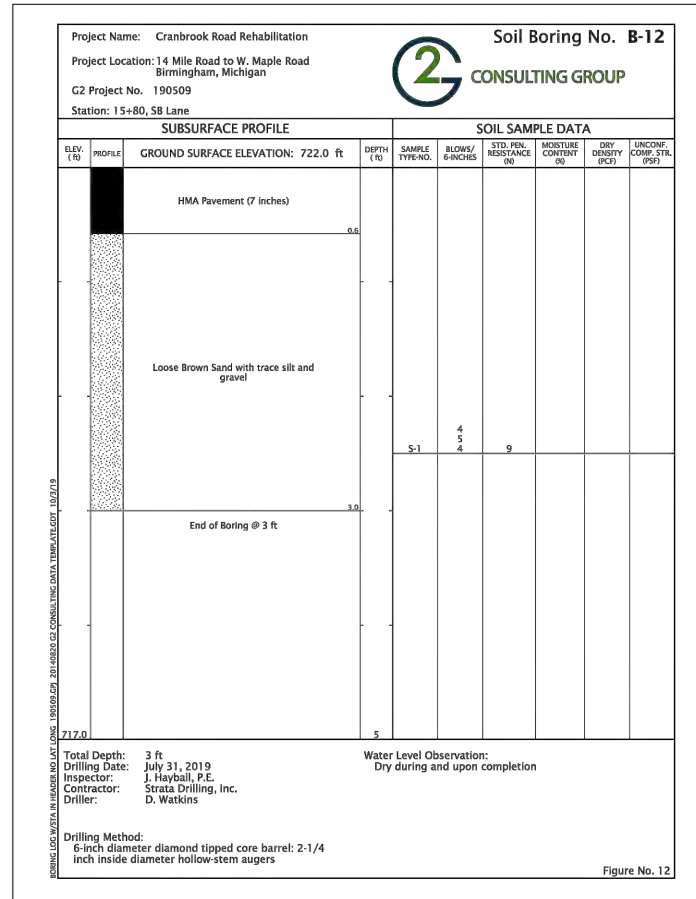 Project Name: Cranbrook Road Rehabilitation
Project Location: 14 Mile Road to W. Maple Road
Birmingham, Michigan
G2 Project No. 190509
Station: 15+80, SB Lane
Soil Boring No. B-12
G2 CONSULTING GROUP
SUBSURFACE PROFILE
SOIL SAMPLE DATA
ELEV. ( ft)
PROFILE
GROUND SURFACE ELEVATION: 722.0 ft
DEPTH ( ft)
SAMPLE TYPE-NO.
BLOWS/ 6-INCHES
STD. PEN. RESISTANCE (N)
MOISTURE CONTENT (%)
DRY DENSITY (PCF)
UNCONF. COMP. STR. (PSF)
HMA Pavement (7 inches)
0.6
Loose Brown Sand with trace silt and
gravel
4
5
S-1 4 9
3.0
End of Boring @ 3 ft
717.0 5
Total Depth: 3 ft
Drilling Date: July 31, 2019
Inspector: J. Hayball, P.E.
Contractor: Strata Drilling, Inc.
Driller: D. Watkins
Water Level Observation:
Dry during and upon completion
Drilling Method:
6-inch diameter diamond tipped core barrel: 2-1/4
inch inside diameter hollow-stem augers
Figure No. 12
BORING LOG W/STA IN HEADER NO LAT LONG 190509.GPJ 20140820 G2 CONSULTING DATA TEMPLATE.GDT 10/3/19